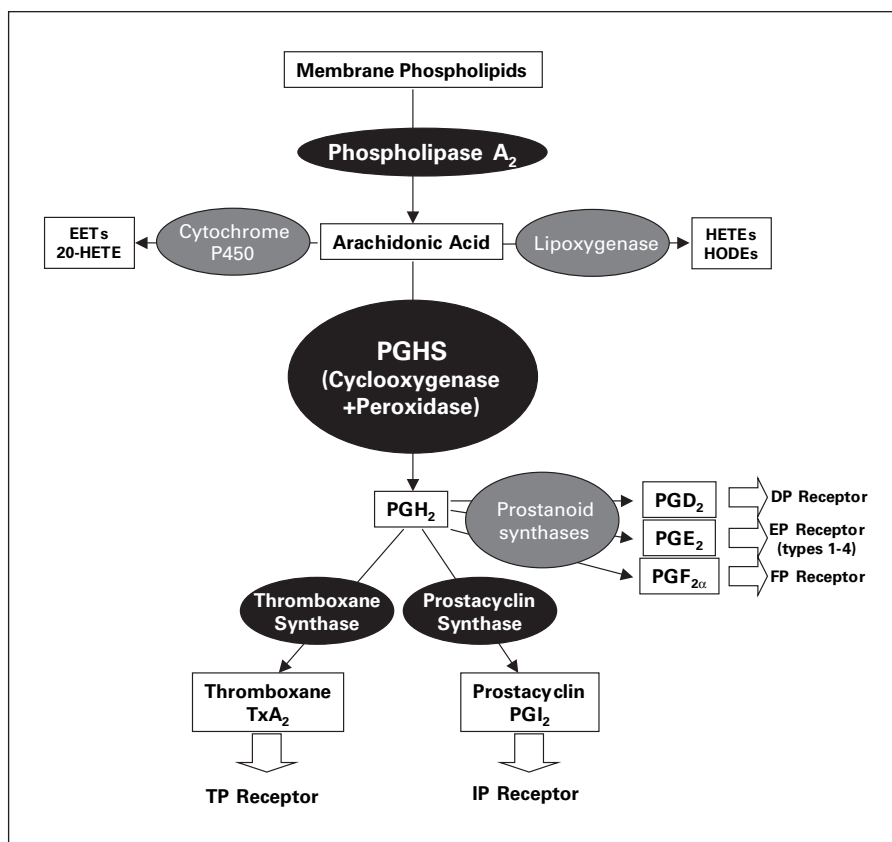 Membrane Phospholipids
Phospholipase A₂
EETs
20-HETE
Cytochrome
P450
Arachidonic Acid
Lipoxygenase
HETEs
HODEs
PGHS
(Cyclooxygenase
+Peroxidase)
PGH₂
Prostanoid
synthases
PGD₂
DP Receptor
PGE₂
EP Receptor
(types 1-4)
PGF₂α
FP Receptor
Thromboxane
Synthase
Prostacyclin
Synthase
Thromboxane
TxA₂
Prostacyclin
PGI₂
TP Receptor
IP Receptor